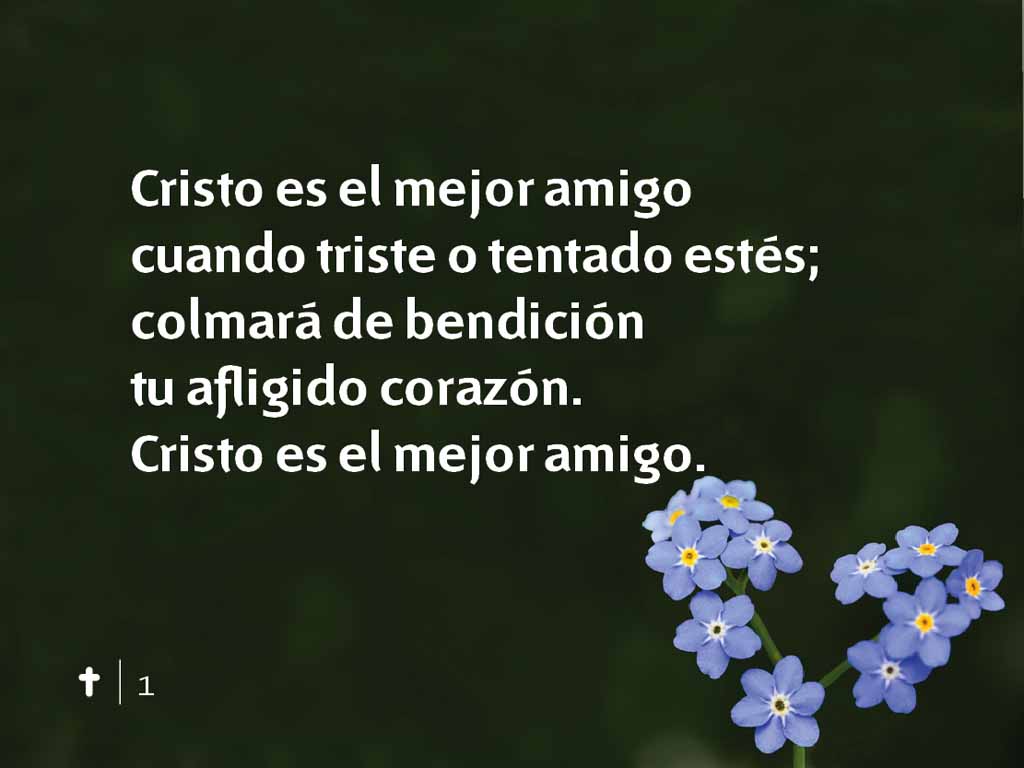 Cristo es el mejor amigo
cuando triste o tentado estés;
colmará de bendición
tu afligido corazón.
Cristo es el mejor amigo.
1